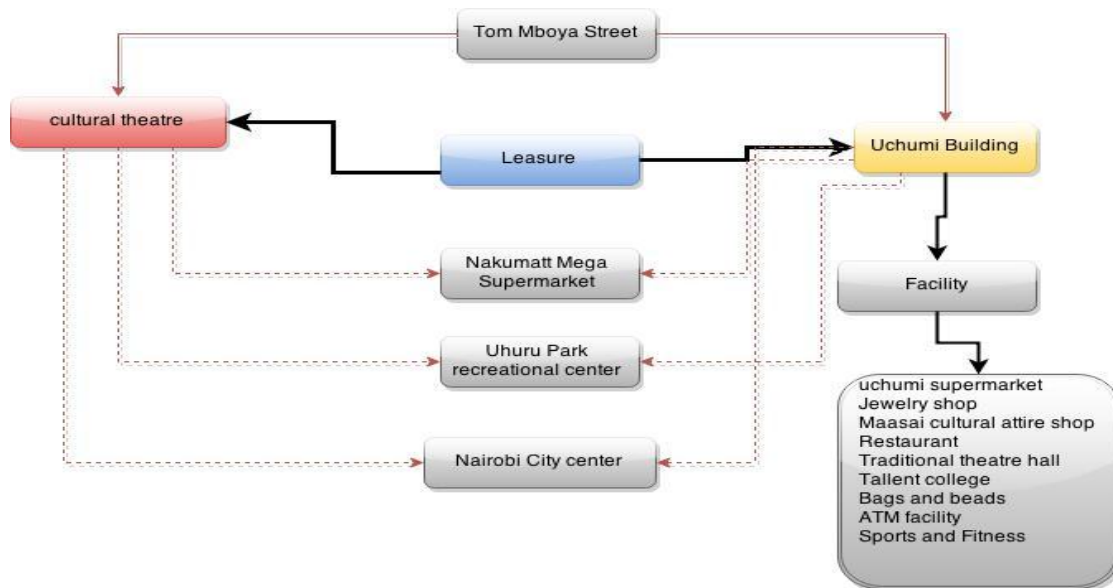 Tom Mboya Street
cultural theatre
Leasure
Uchumi Building
Nakumatt Mega
Supermarket
Facility
Uhuru Park
recreational center
Nairobi City center
uchumi supermarket
Jewelry shop
Maasai cultural attire shop
Restaurant
Traditional theatre hall
Tallent college
Bags and beads
ATM facility
Sports and Fitness